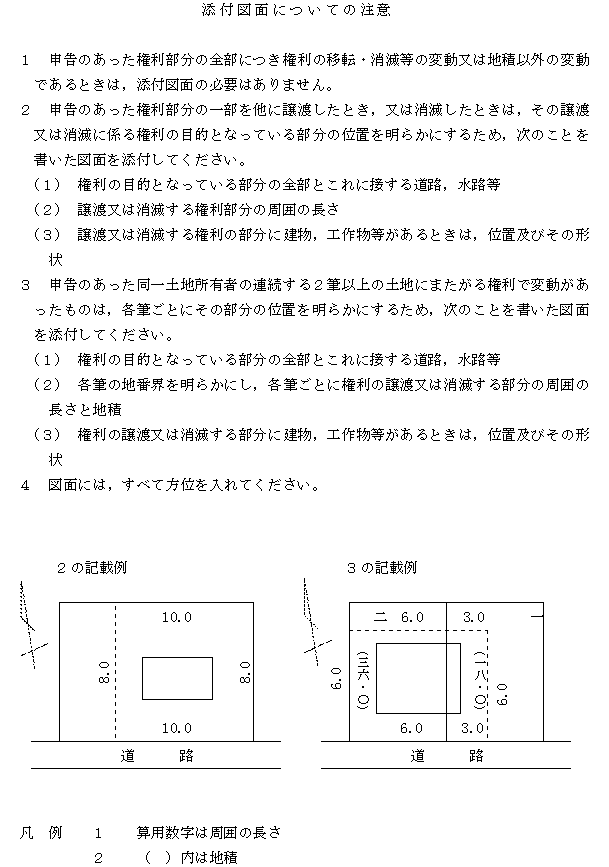 添付図面についての注意
１　申告のあった権利部分の全部につき権利の移転・消滅等の変動又は地積以外の変動
であるときは，添付図面の必要はありません。
２　申告のあった権利部分の一部を他に譲渡したとき，又は消滅したときは，その譲渡
又は消滅に係る権利の目的となっている部分の位置を明らかにするため，次のことを
書いた図面を添付してください。
（１）　権利の目的となっている部分の全部とこれに接する道路，水路等
（２）　譲渡又は消滅する権利部分の周囲の長さ
（３）　譲渡又は消滅する権利の部分に建物，工作物等があるときは，位置及びその形
状
３　申告のあった同一土地所有者の連続する２筆以上の土地にまたがる権利で変動があ
ったものは，各筆ごとにその部分の位置を明らかにするため，次のことを書いた図面
を添付してください。
（１）　権利の目的となっている部分の全部とこれに接する道路，水路等
（２）　各筆の地番界を明らかにし，各筆ごとに権利の譲渡又は消滅する部分の周囲の
長さと地積
（３）　権利の譲渡又は消滅する部分に建物，工作物等があるときは，位置及びその形
状
４　図面には，すべて方位を入れてください。
２の記載例
10.0
8.0
8.0
10.0
道　　路
３の記載例
二　6.0　3.0　一
6.0
（三六・〇）
（一八・〇）
6.0
6.0　3.0
道　　路
凡　例　１　算用数字は周囲の長さ
２　（　）内は地積